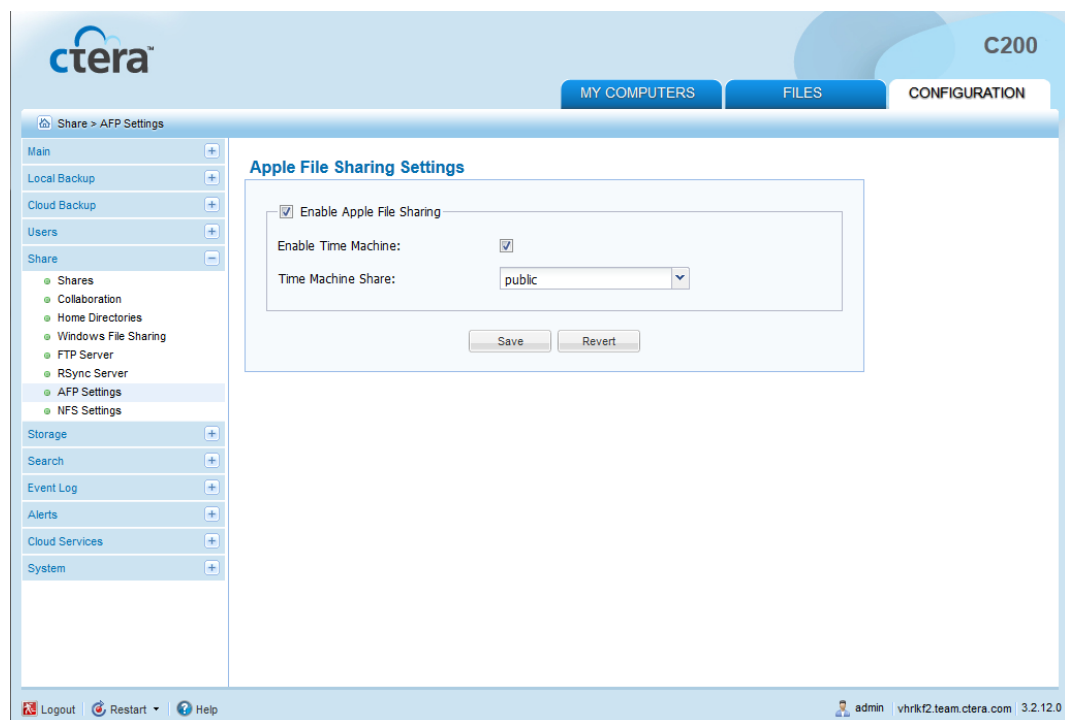 ctera™
C200
MY COMPUTERS
FILES
CONFIGURATION
Share > AFP Settings
Main
Local Backup
Cloud Backup
Users
Share
Shares
Collaboration
Home Directories
Windows File Sharing
FTP Server
RSync Server
AFP Settings
NFS Settings
Storage
Search
Event Log
Alerts
Cloud Services
System
Apple File Sharing Settings
Enable Apple File Sharing
Enable Time Machine:
Time Machine Share: public
Save Revert
Logout Restart Help
admin vhrlkf2.team.ctera.com 3.2.12.0